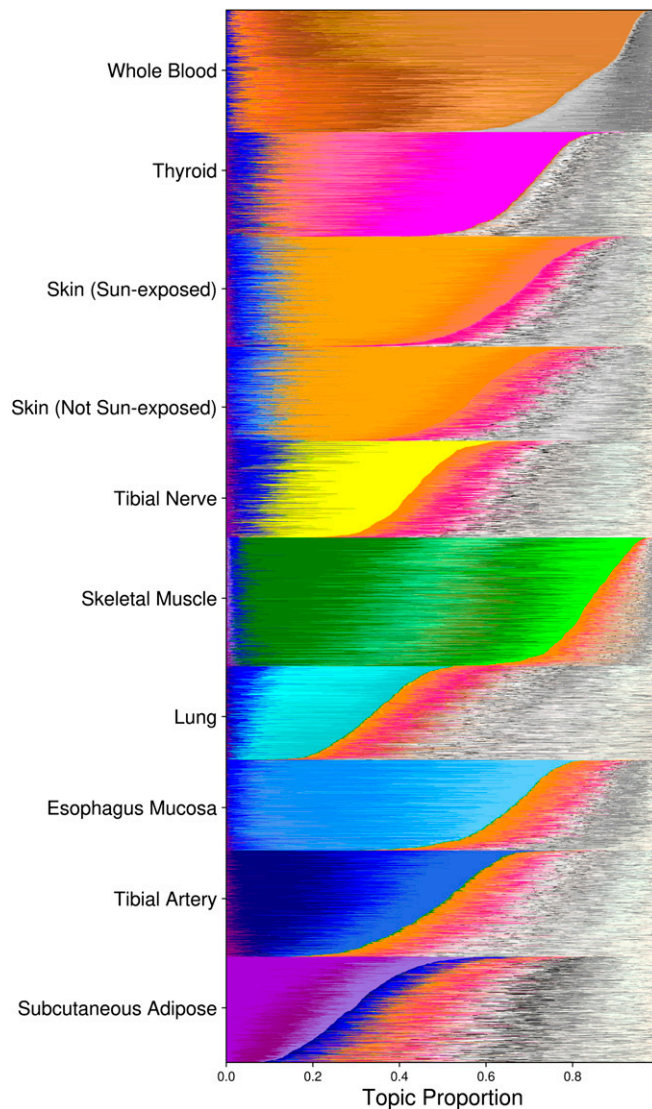 Whole Blood
Thyroid
Skin (Sun-exposed)
Skin (Not Sun-exposed)
Tibial Nerve
Skeletal Muscle
Lung
Esophagus Mucosa
Tibial Artery
Subcutaneous Adipose
0.0 0.2 0.4 0.6 0.8
Topic Proportion